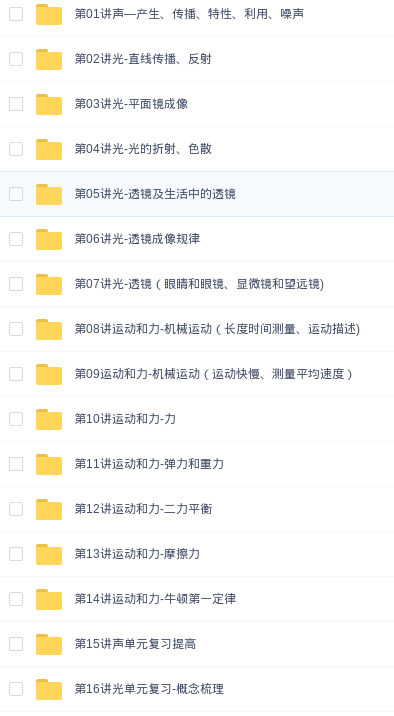 第01讲声—产生、传播、特性、利用、噪声
第02讲光-直线传播、反射
第03讲光-平面镜成像
第04讲光-光的折射、色散
第05讲光-透镜及生活中的透镜
第06讲光-透镜成像规律
第07讲光-透镜（眼睛和眼镜、显微镜和望远镜)
第08讲运动和力-机械运动（长度时间测量、运动描述)
第09运动和力-机械运动（运动快慢、测量平均速度）
第10讲运动和力-力
第11讲运动和力-弹力和重力
第12讲运动和力-二力平衡
第13讲运动和力-摩擦力
第14讲运动和力-牛顿第一定律
第15讲声单元复习提高
第16讲光单元复习-概念梳理